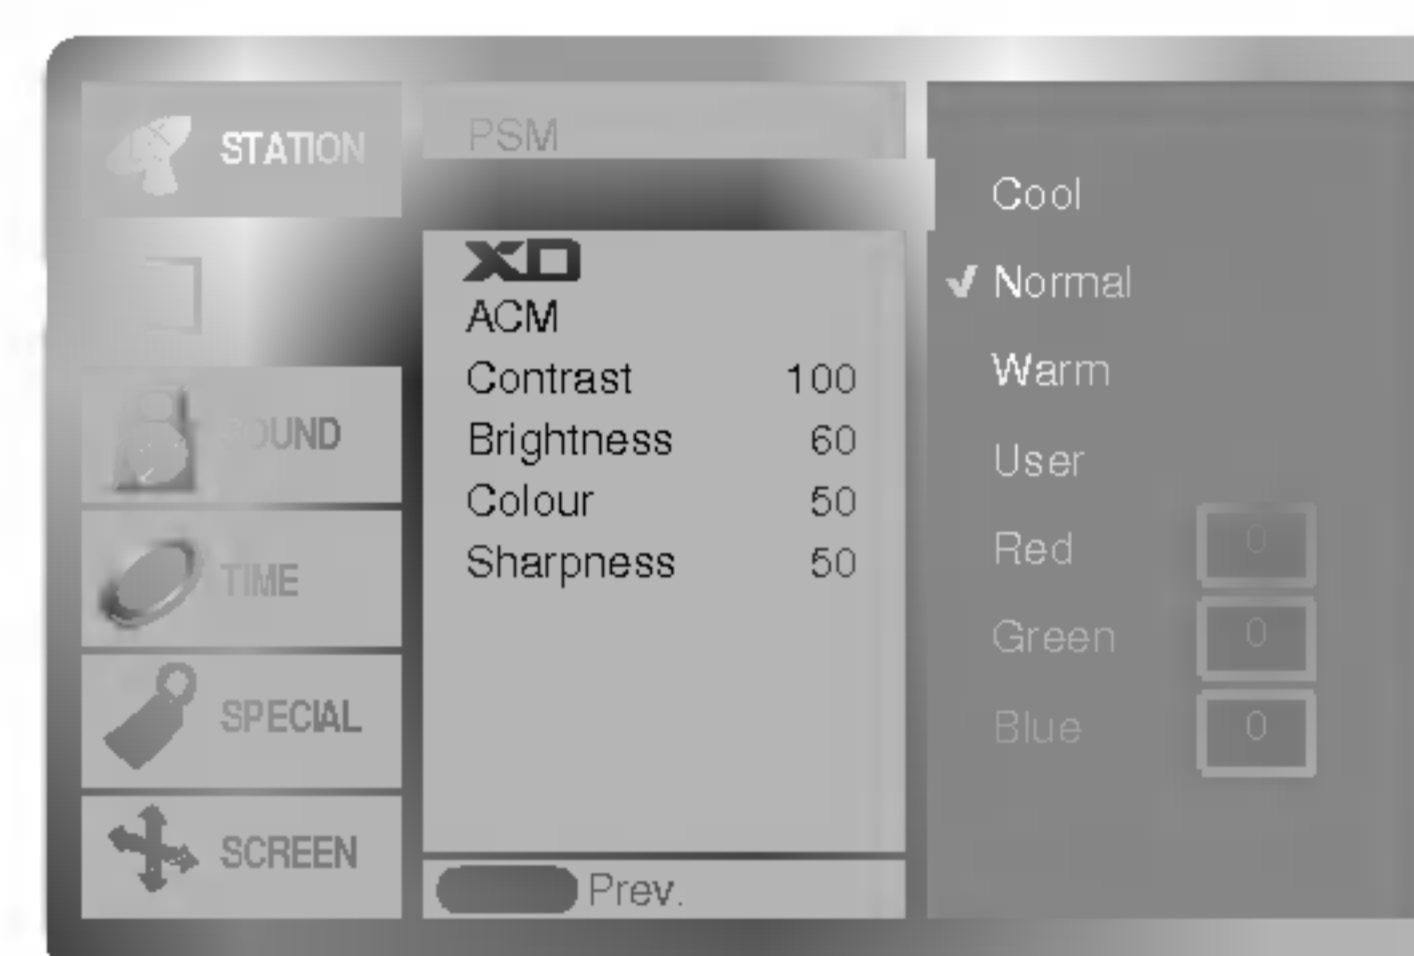 STATION
SOUND
TIME
SPECIAL
SCREEN
PSM
XD
ACM
Contrast 100
Brightness 60
Colour 50
Sharpness 50
Prev.
Cool
✓ Normal
Warm
User
Red 0
Green 0
Blue 0